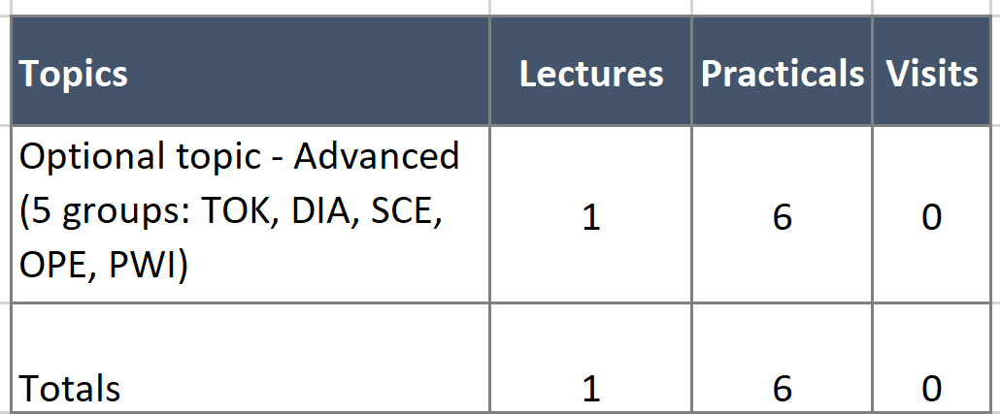 Topics Lectures Practicals Visits
Optional topic - Advanced
(5 groups: TOK, DIA, SCE, 1 6 0
OPE, PWI)
Totals 1 6 0